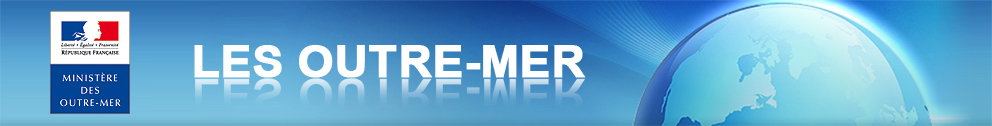 Liberté • Égalité • Fraternité
RÉPUBLIQUE FRANÇAISE
MINISTÈRE
DES
OUTRE-MER
LES OUTRE-MER